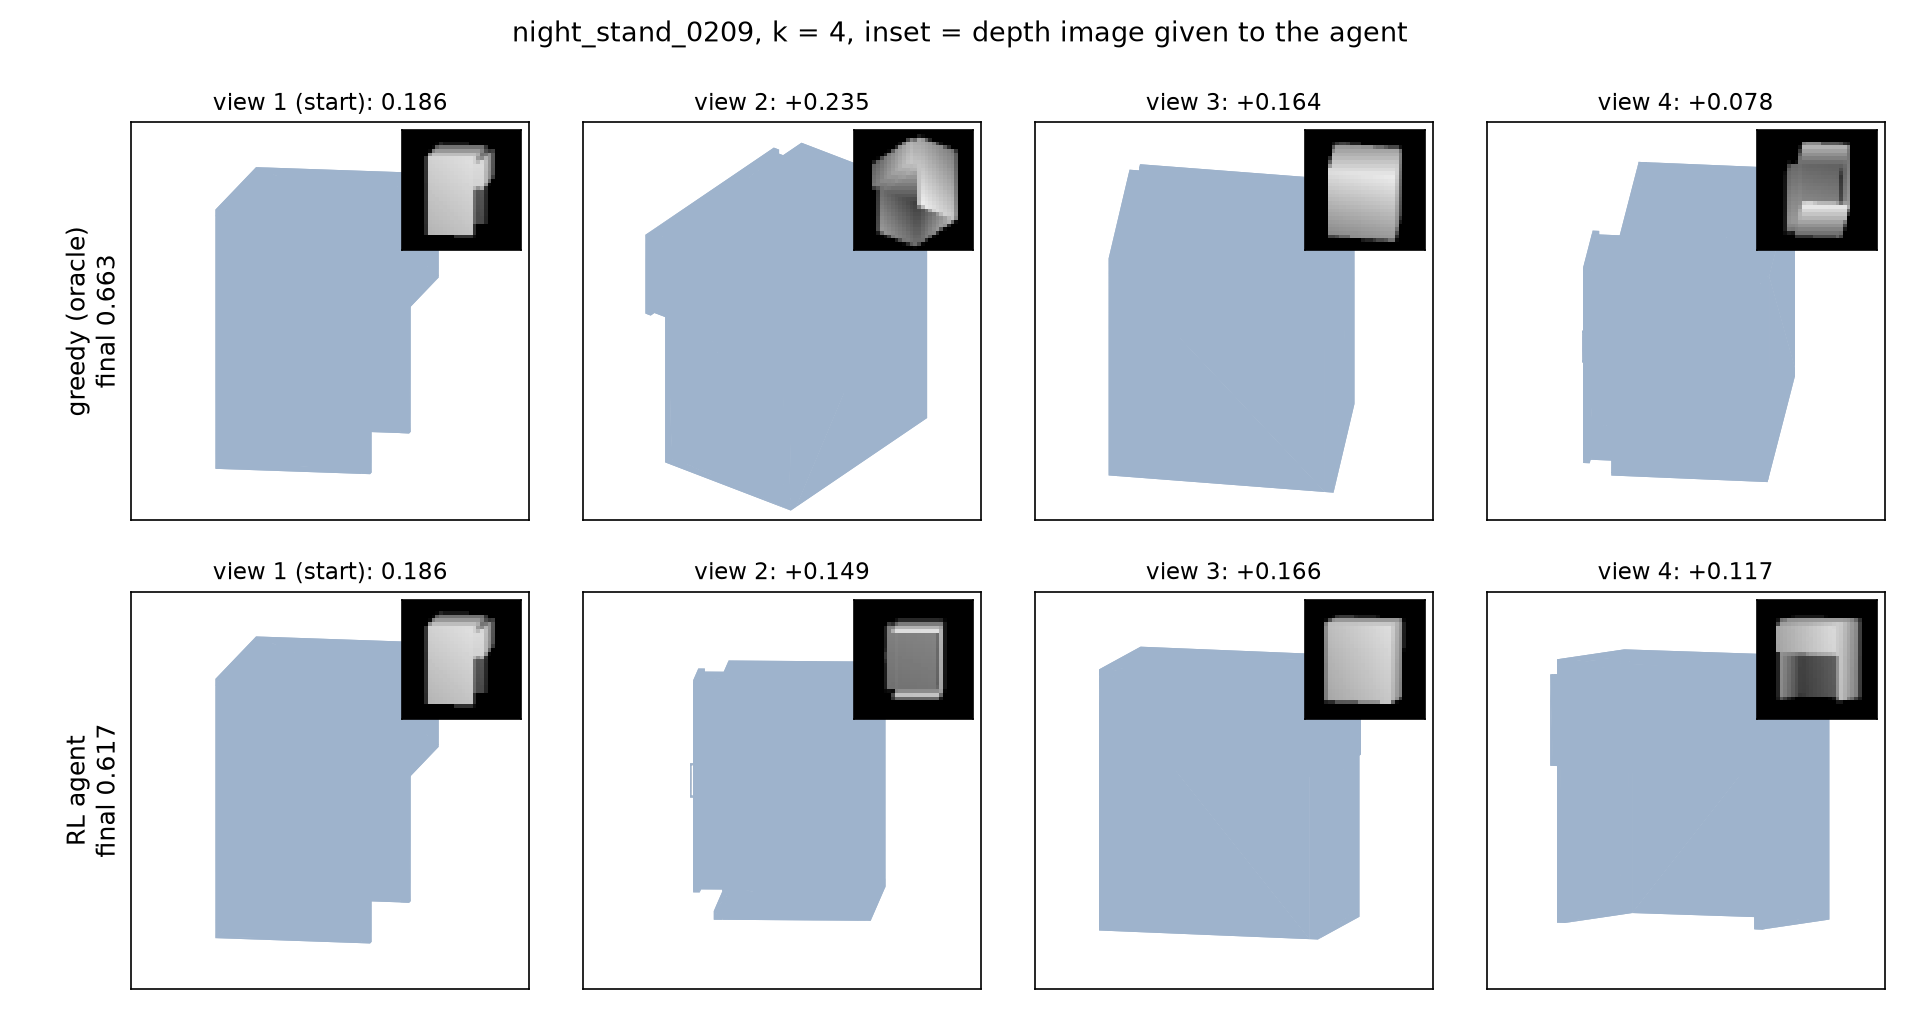 night_stand_0209, k = 4, inset = depth image given to the agent
view 1 (start): 0.186
view 2: +0.235
view 3: +0.164
view 4: +0.078
greedy (oracle)
final 0.663
view 1 (start): 0.186
view 2: +0.149
view 3: +0.166
view 4: +0.117
RL agent
final 0.617